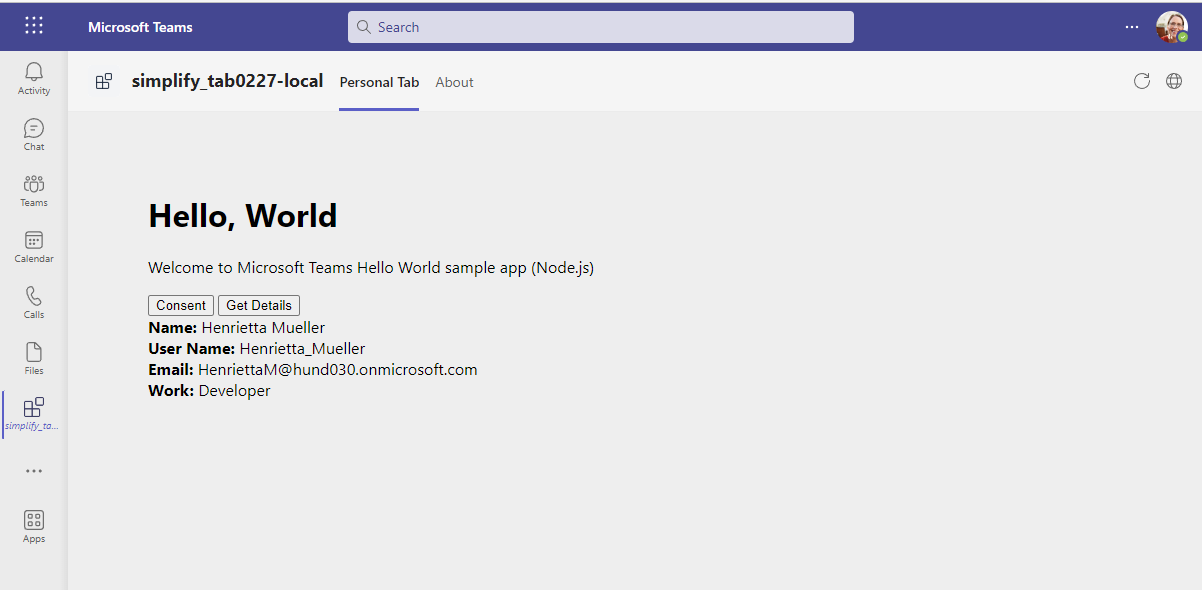 Microsoft Teams
Search
Activity
Chat
Teams
Calendar
Calls
Files
simplify_ta...
Apps
simplify_tab0227-local Personal Tab About
Hello, World
Welcome to Microsoft Teams Hello World sample app (Node.js)
Consent Get Details
Name: Henrietta Mueller
User Name: Henrietta_Mueller
Email: HenriettaM@hund030.onmicrosoft.com
Work: Developer